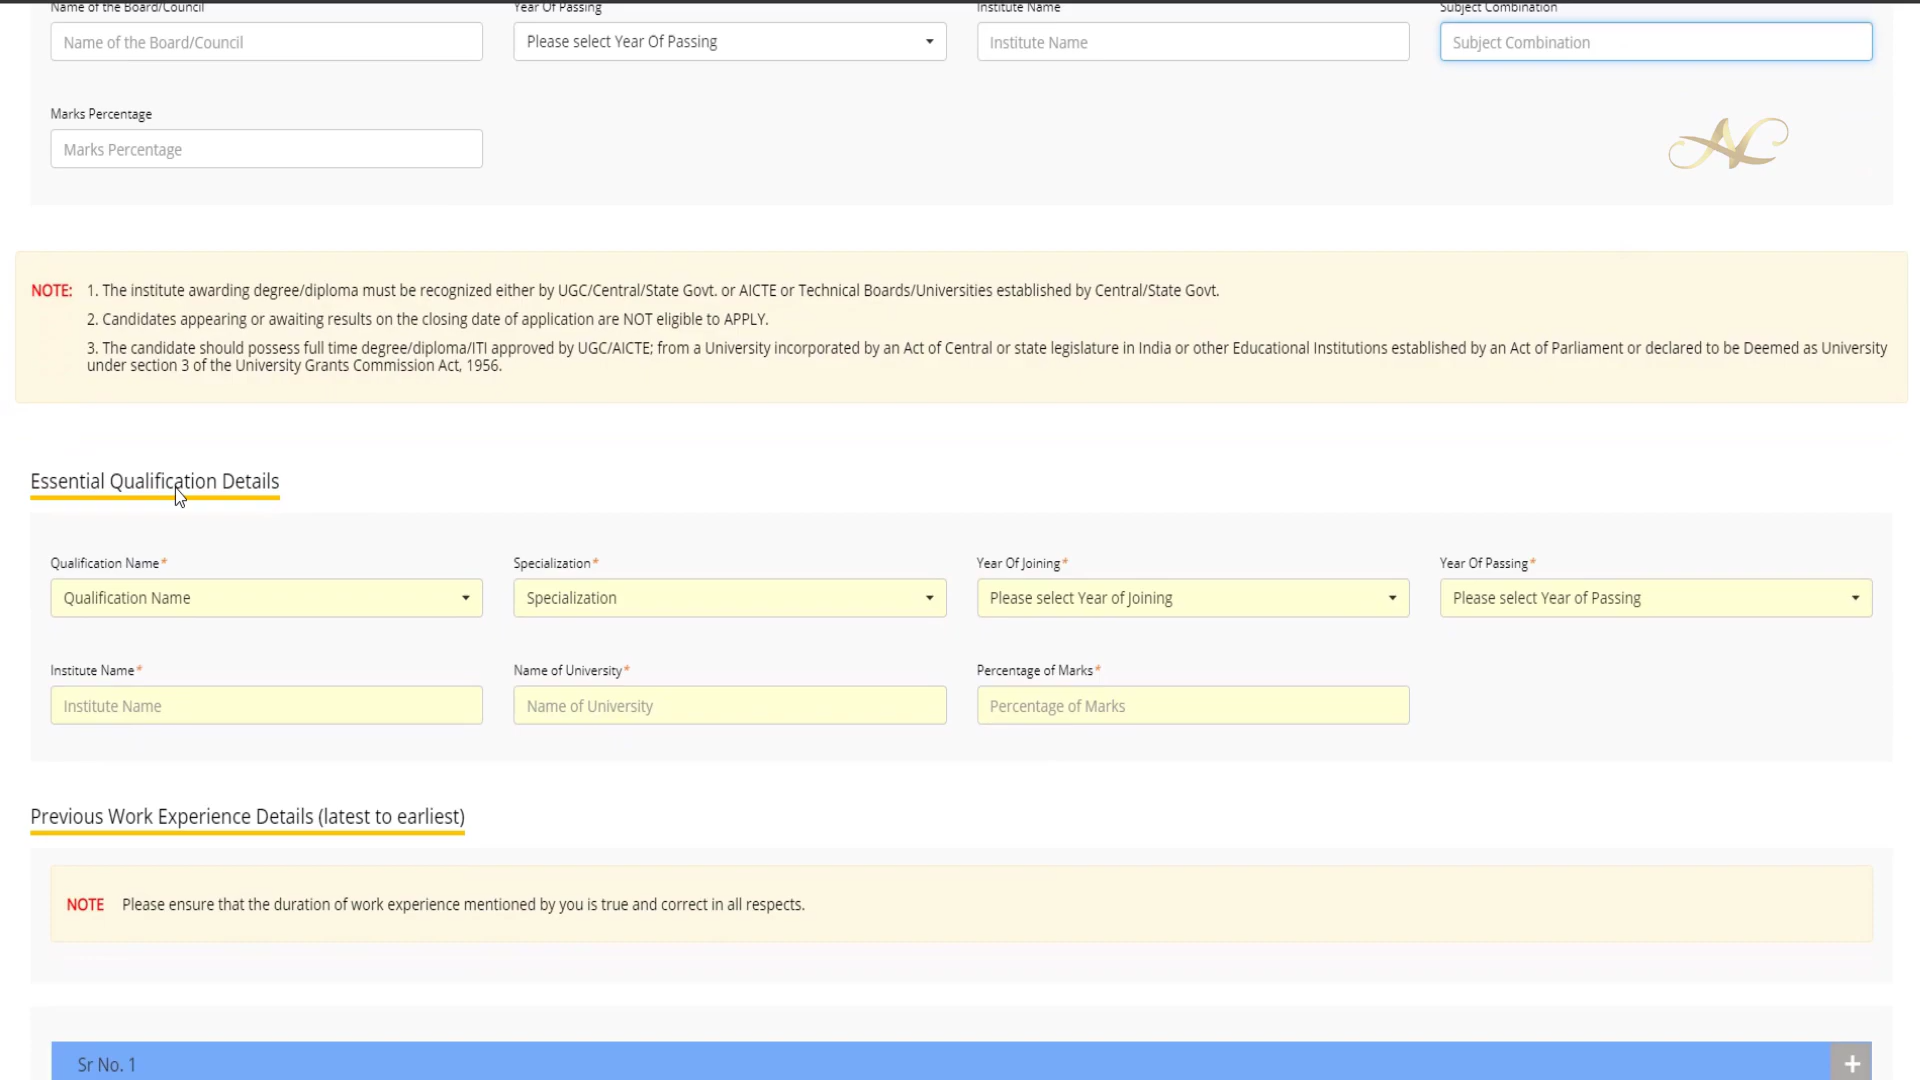 Name of the Board/Council
Year Of Passing
Institute Name
Subject Combination
Name of the Board/Council
Please select Year Of Passing
Institute Name
Subject Combination
Marks Percentage
Marks Percentage
AC
NOTE: 1. The institute awarding degree/diploma must be recognized either by UGC/Central/State Govt. or AICTE or Technical Boards/Universities established by Central/State Govt.
2. Candidates appearing or awaiting results on the closing date of application are NOT eligible to APPLY.
3. The candidate should possess full time degree/diploma/ITI approved by UGC/AICTE; from a University incorporated by an Act of Central or state legislature in India or other Educational Institutions established by an Act of Parliament or declared to be Deemed as University
under section 3 of the University Grants Commission Act, 1956.
Essential Qualification Details
Qualification Name*
Specialization*
Year Of Joining*
Year Of Passing*
Qualification Name
Specialization
Please select Year of Joining
Please select Year of Passing
Institute Name*
Name of University*
Percentage of Marks*
Institute Name
Name of University
Percentage of Marks
Previous Work Experience Details (latest to earliest)
NOTE Please ensure that the duration of work experience mentioned by you is true and correct in all respects.
Sr No. 1
+